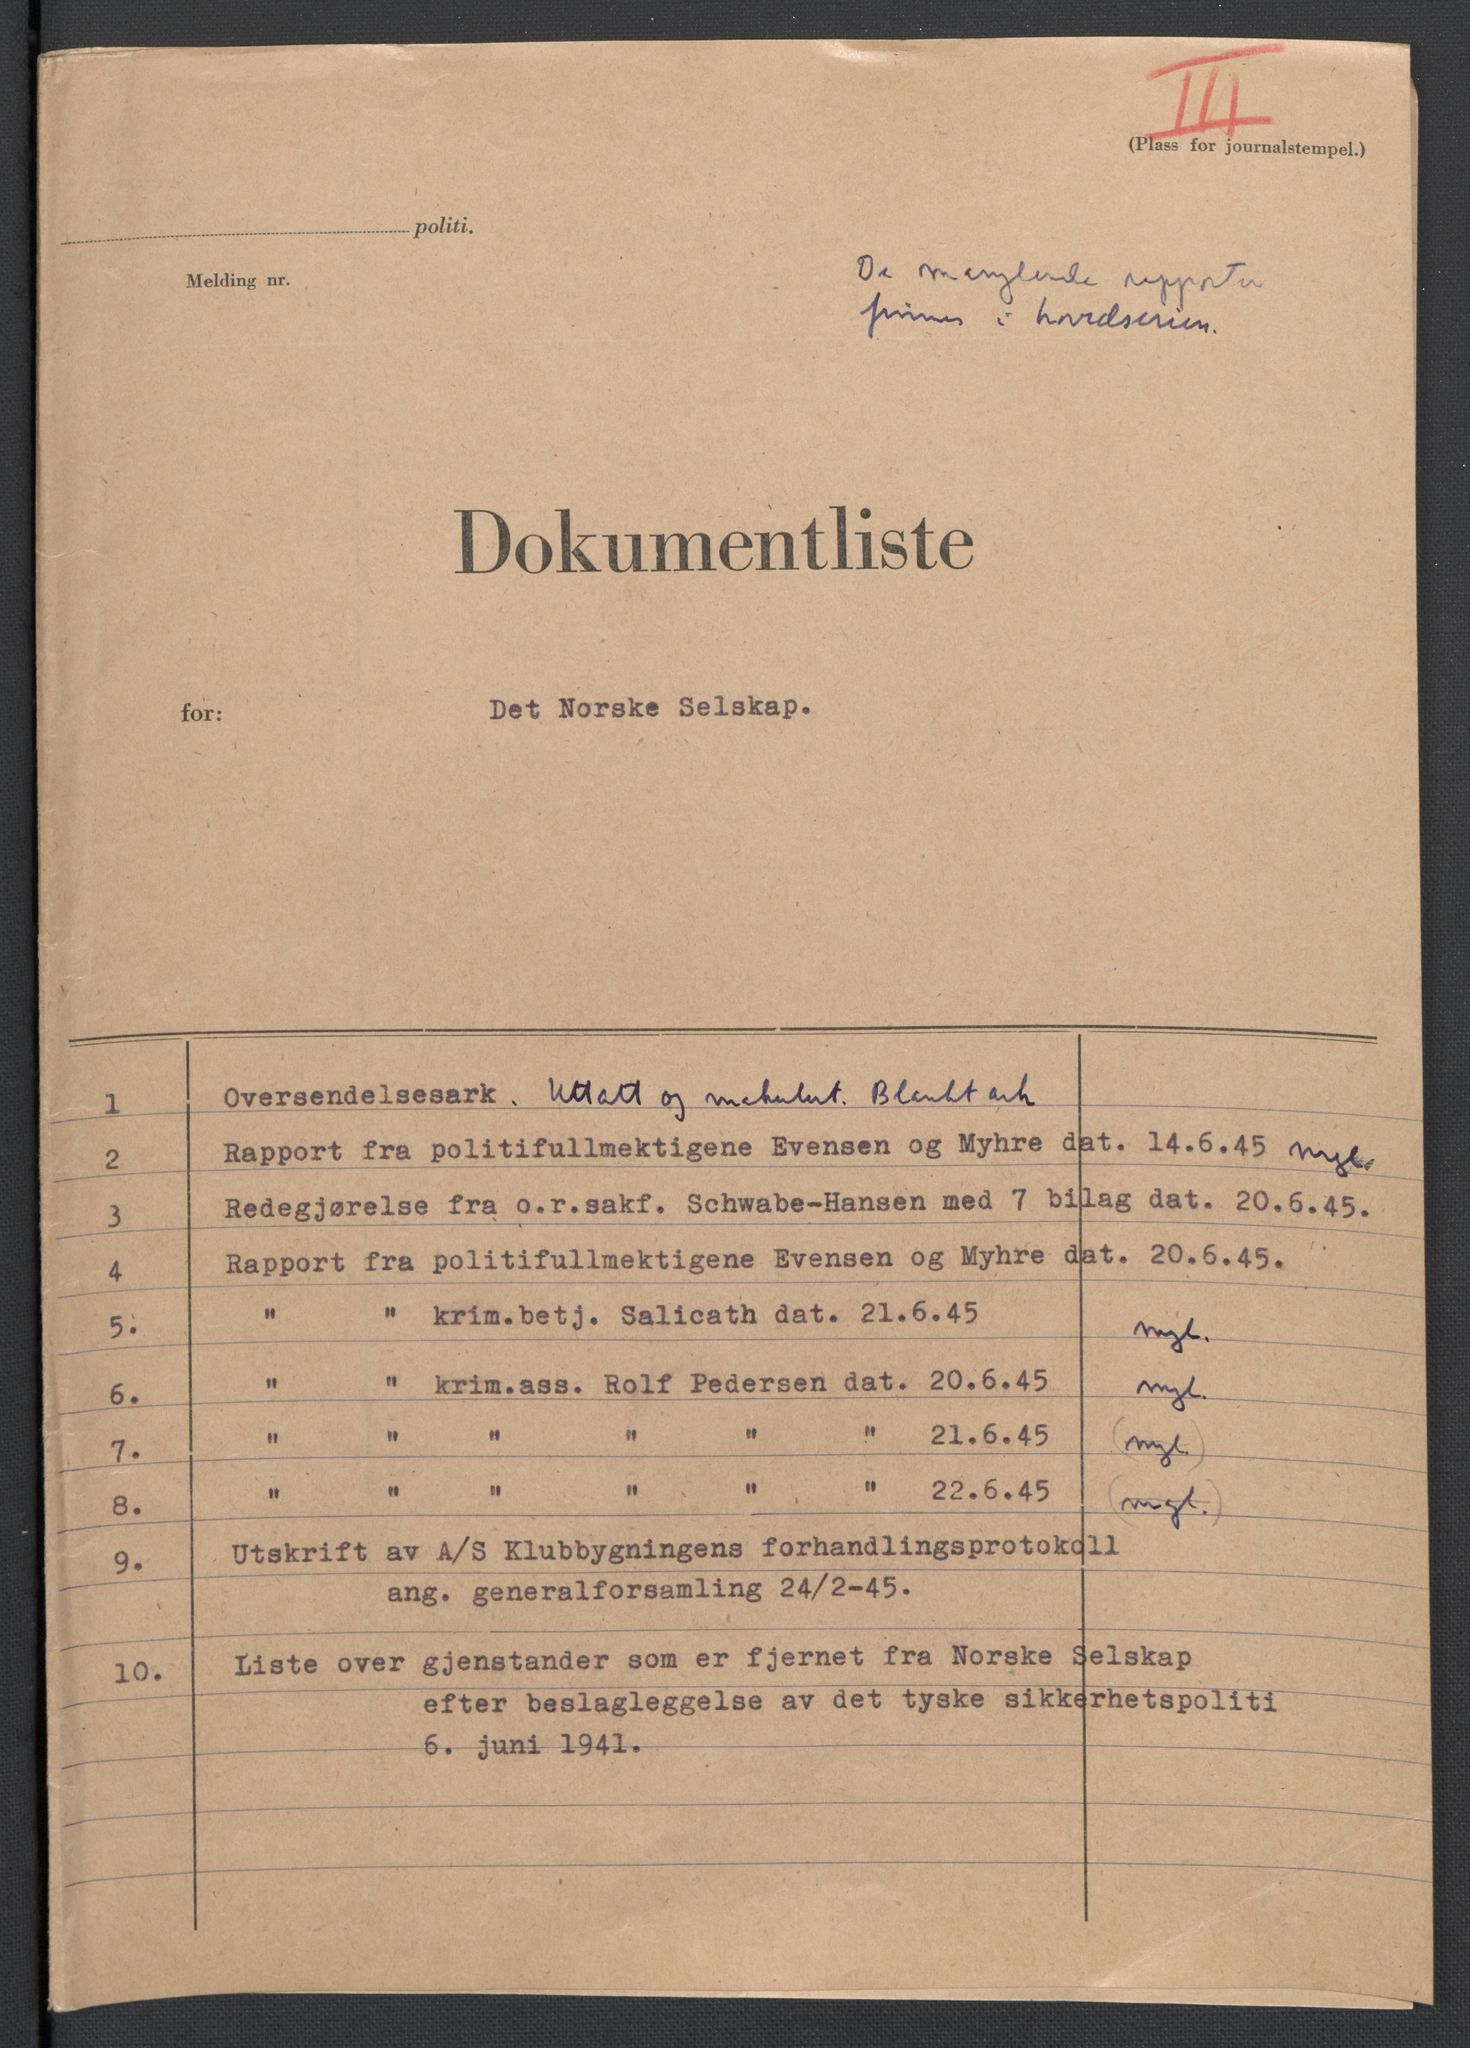 III
(Plass for journalstempel.)
politi.
Melding nr.
De manglende rapporter
finnes i hovedserien.
Dokumentliste
for: Det Norske Selskap.
1 Oversendelsesark. Uttatt og makulert. Blankt ark
2 Rapport fra politifullmektigene Evensen og Myhre dat. 14.6.45 mgl.
3 Redegjørelse fra o.r.sakf. Schwabe-Hansen med 7 bilag dat. 20.6.45.
4 Rapport fra politifullmektigene Evensen og Myhre dat. 20.6.45.
5. " " krim.betj. Salicath dat. 21.6.45 mgl.
6. " " krim.ass. Rolf Pedersen dat. 20.6.45 mgl.
7. " " " " " " 21.6.45 (mgl.)
8. " " " " " " 22.6.45 (mgl.)
9. Utskrift av A/S Klubbygningens forhandlingsprotokoll
ang. generalforsamling 24/2-45.
10. Liste over gjenstander som er fjernet fra Norske Selskap
efter beslagleggelse av det tyske sikkerhetspoliti
6. juni 1941.